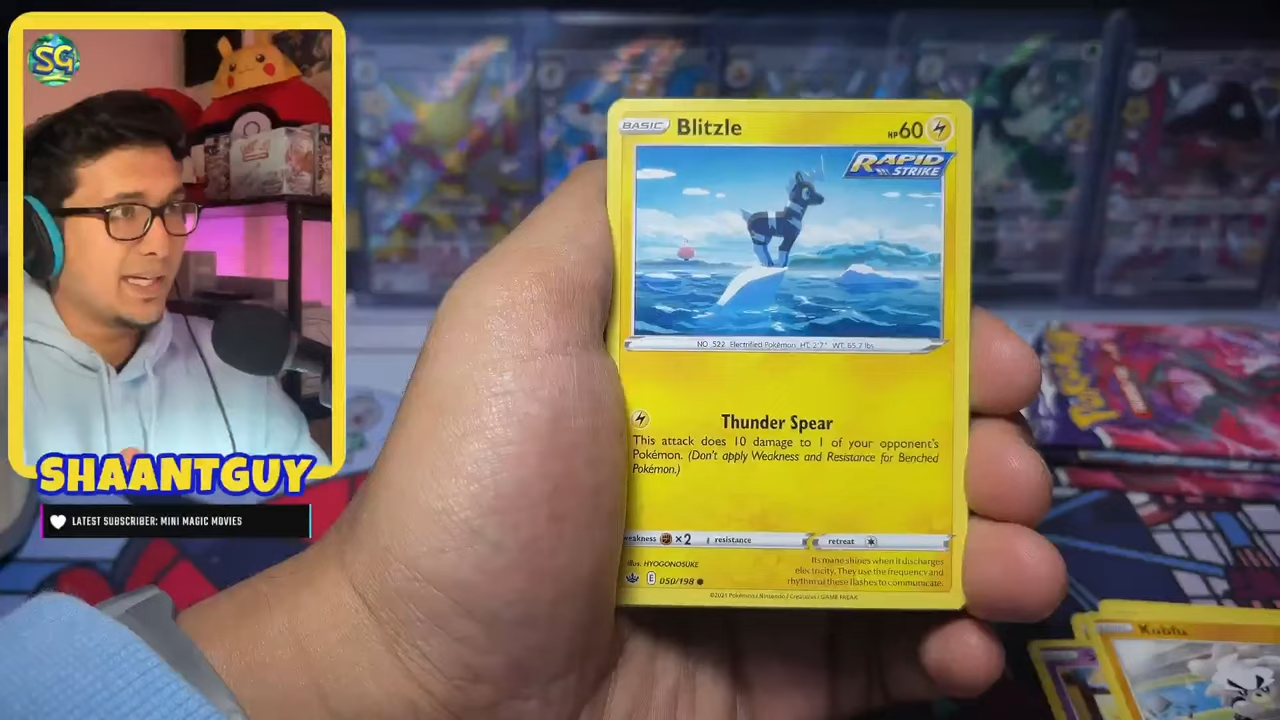 SG
SHAANTGUY
LATEST SUBSCRIBER: MINI MAGIC MOVIES
BASIC Blitzle HP60
RAPID
STRIKE
NO. 522 Electrified Pokémon HT: 2'7" WT: 65.7 lbs.
Thunder Spear
This attack does 10 damage to 1 of your opponent's
Pokémon. (Don't apply Weakness and Resistance for Benched
Pokémon.)
weakness ×2 resistance retreat
Illus. HYOGONOSUKE
E 050/198
Its mane shines when it discharges
electricity. They use the frequency and
rhythm of these flashes to communicate.
©2021 Pokémon / Nintendo / Creatures / GAME FREAK
Kubfu